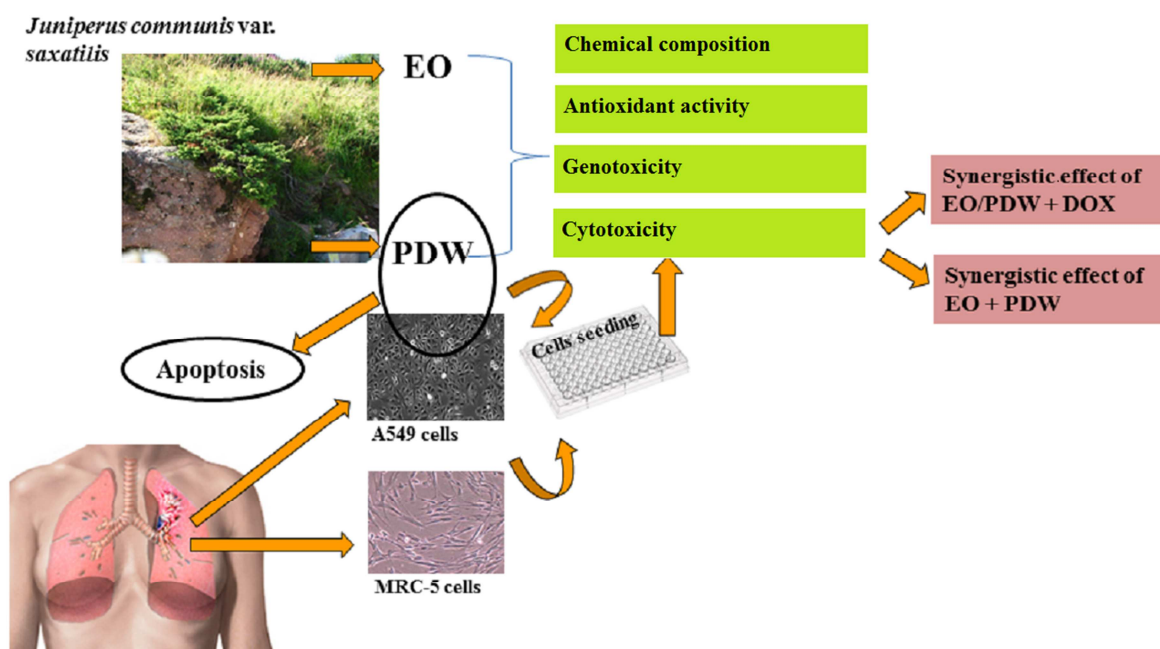 Juniperus communis var.
saxatilis
EO
PDW
Chemical composition
Antioxidant activity
Genotoxicity
Cytotoxicity
Synergistic effect of
EO/PDW + DOX
Synergistic effect of
EO + PDW
Cells seeding
Apoptosis
A549 cells
MRC-5 cells